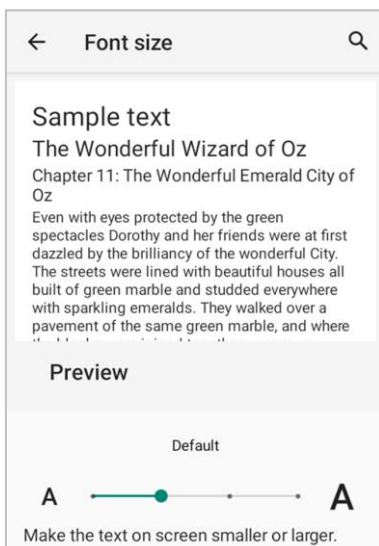 Font size
Sample text
The Wonderful Wizard of Oz
Chapter 11: The Wonderful Emerald City of
Oz
Even with eyes protected by the green
spectacles Dorothy and her friends were at first
dazzled by the brilliancy of the wonderful City.
The streets were lined with beautiful houses all
built of green marble and studded everywhere
with sparkling emeralds. They walked over a
pavement of the same green marble, and where
Preview
Default
A A
Make the text on screen smaller or larger.